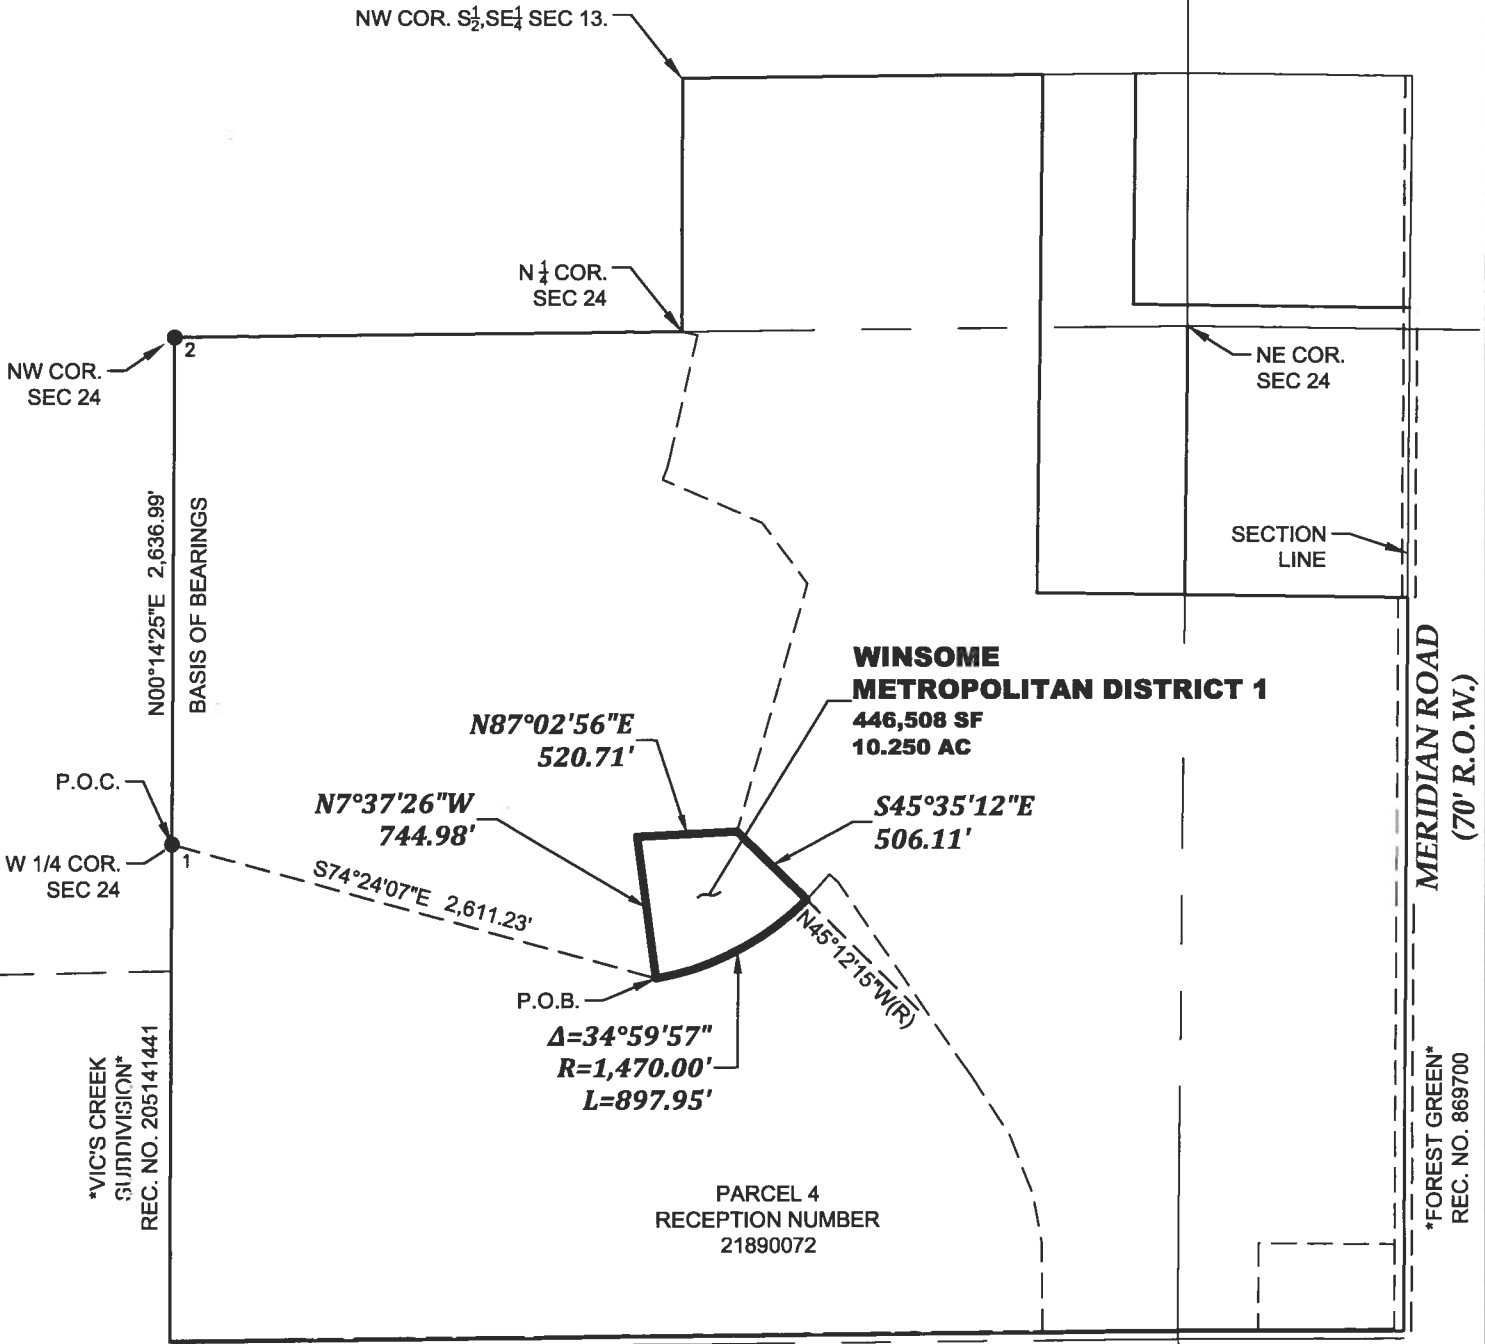 NW COR. S½,SE¼ SEC 13.
N ¼ COR.
SEC 24
2
NW COR.
SEC 24
NE COR.
SEC 24
N00°14'25"E 2,636.99'
BASIS OF BEARINGS
SECTION
LINE
WINSOME
METROPOLITAN DISTRICT 1
446,508 SF
10.250 AC
N87°02'56"E
520.71'
MERIDIAN ROAD
(70' R.O.W.)
P.O.C.
N7°37'26"W
744.98'
S45°35'12"E
506.11'
W 1/4 COR.
SEC 24
1
S74°24'07"E 2,611.23'
N45°12'15"W(R)
P.O.B.
Δ=34°59'57"
R=1,470.00'
L=897.95'
*VIC'S CREEK
SUBDIVISION*
REC. NO. 205141441
*FOREST GREEN*
REC. NO. 869700
PARCEL 4
RECEPTION NUMBER
21890072